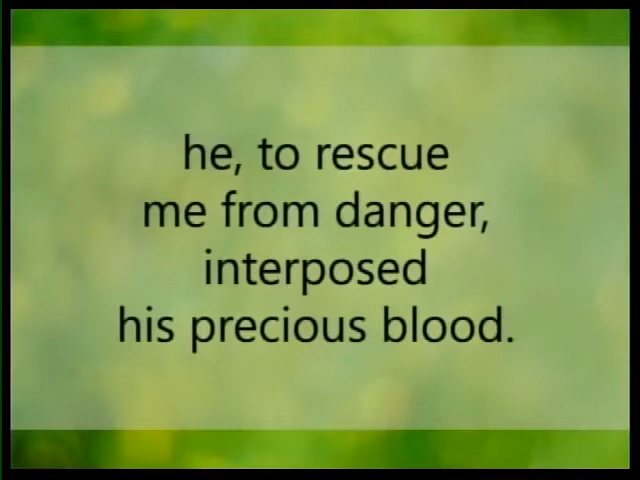 he, to rescue
me from danger,
interposed
his precious blood.